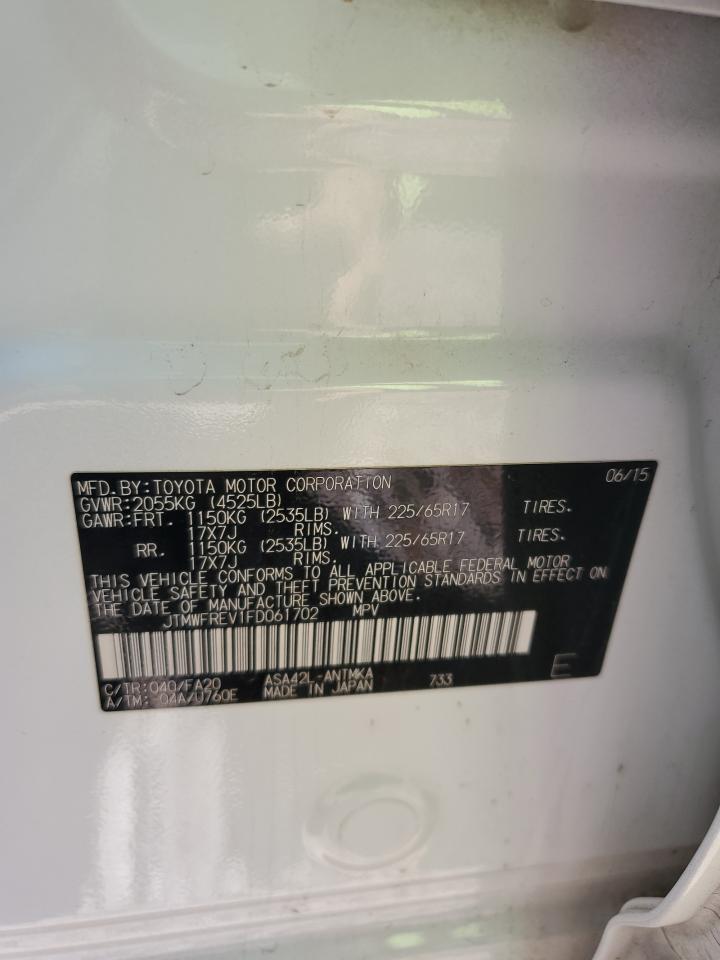 MFD.BY:TOYOTA MOTOR CORPORATION 06/15
GVWR:2055KG (4525LB)
GAWR:FRT. 1150KG (2535LB) WITH 225/65R17 TIRES.
17X7J RIMS.
RR. 1150KG (2535LB) WITH 225/65R17 TIRES.
17X7J RIMS.
THIS VEHICLE CONFORMS TO ALL APPLICABLE FEDERAL MOTOR
VEHICLE SAFETY AND THEFT PREVENTION STANDARDS IN EFFECT ON
THE DATE OF MANUFACTURE SHOWN ABOVE.
JTMWFREV1FD061702 MPV
C/TR:040/FA20 ASA42L-ANTMKA 733 E
A/TM:-04A/U760E MADE IN JAPAN